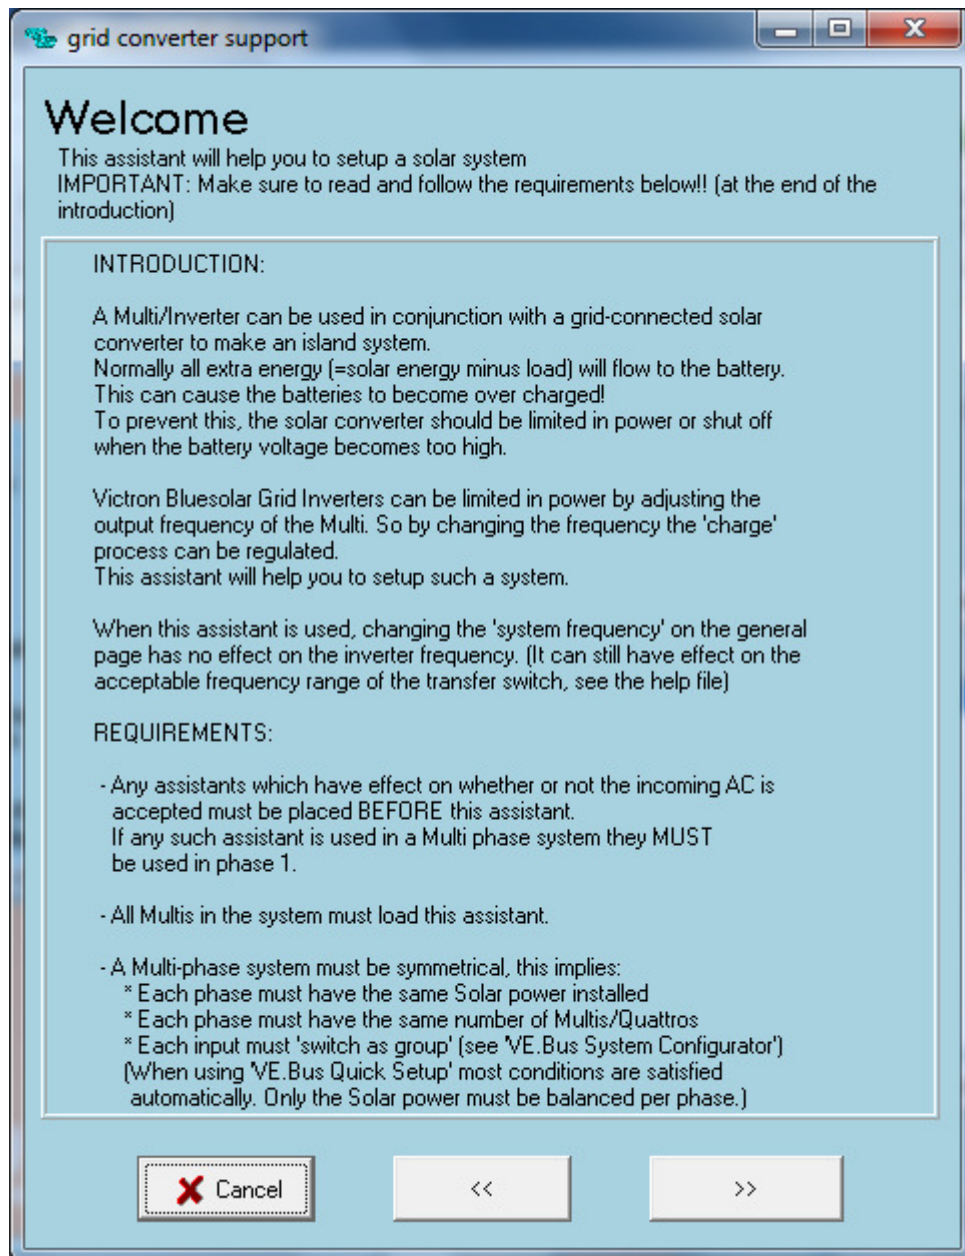 grid converter support
Welcome
This assistant will help you to setup a solar system
IMPORTANT: Make sure to read and follow the requirements below!! (at the end of the
introduction)
INTRODUCTION:
A Multi/Inverter can be used in conjunction with a grid-connected solar
converter to make an island system.
Normally all extra energy (=solar energy minus load) will flow to the battery.
This can cause the batteries to become over charged!
To prevent this, the solar converter should be limited in power or shut off
when the battery voltage becomes too high.
Victron Bluesolar Grid Inverters can be limited in power by adjusting the
output frequency of the Multi. So by changing the frequency the 'charge'
process can be regulated.
This assistant will help you to setup such a system.
When this assistant is used, changing the 'system frequency' on the general
page has no effect on the inverter frequency. (It can still have effect on the
acceptable frequency range of the transfer switch, see the help file)
REQUIREMENTS:
- Any assistants which have effect on whether or not the incoming AC is
accepted must be placed BEFORE this assistant.
If any such assistant is used in a Multi phase system they MUST
be used in phase 1.
- All Multis in the system must load this assistant.
- A Multi-phase system must be symmetrical, this implies:
* Each phase must have the same Solar power installed
* Each phase must have the same number of Multis/Quattros
* Each input must 'switch as group' (see 'VE.Bus System Configurator')
(When using 'VE.Bus Quick Setup' most conditions are satisfied
automatically. Only the Solar power must be balanced per phase.)
Cancel
<<
>>